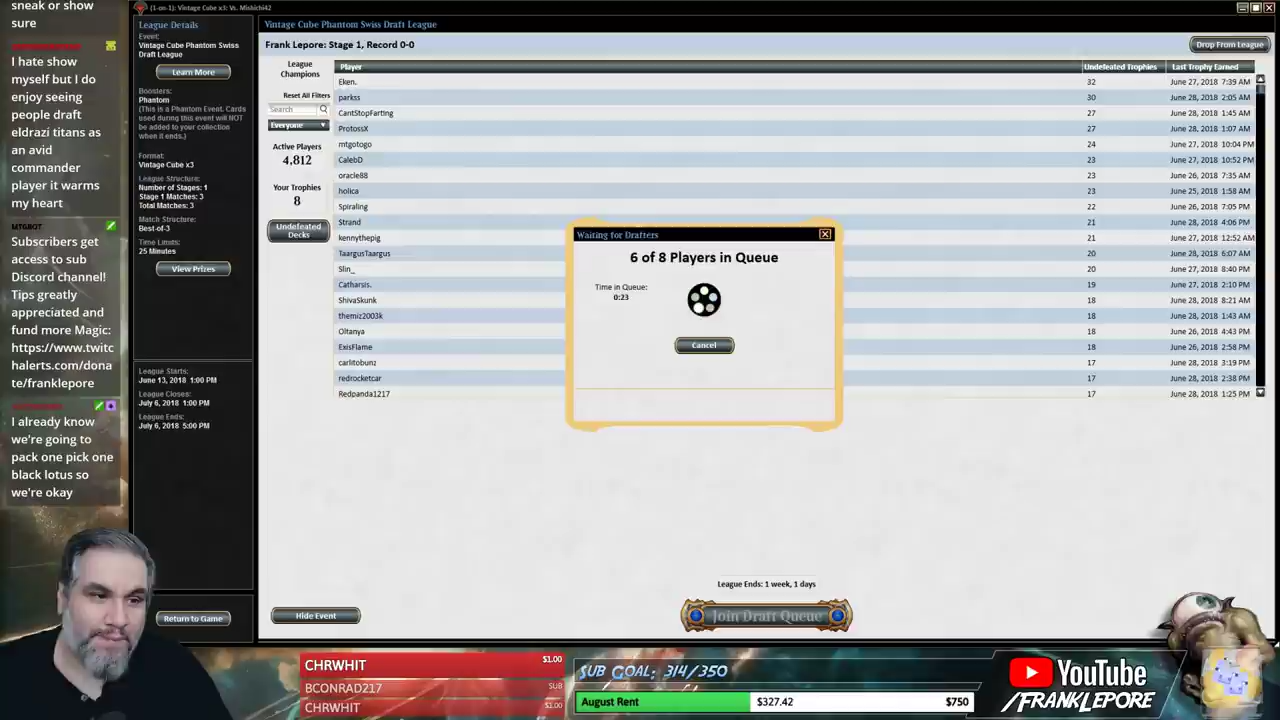 sneak or show
sure
I hate show
myself but I do
enjoy seeing
people draft
eldrazi titans as
an avid
commander
player it warms
my heart
MTGBOT
Subscribers get
access to sub
Discord channel!
Tips greatly
appreciated and
fund more Magic:
https://www.twitc
halerts.com/dona
te/franklepore
I already know
we're going to
pack one pick one
black lotus so
we're okay
(1-on-1): Vintage Cube x3: Vs. Mishichi42
League Details
Event:
Vintage Cube Phantom Swiss
Draft League
Learn More
Boosters:
Phantom
(This is a Phantom Event. Cards
used during this event will NOT
be added to your collection
when it ends.)
Format:
Vintage Cube x3
League Structure:
Number of Stages: 1
Stage 1 Matches: 3
Total Matches: 3
Match Structure:
Best-of-3
Time Limits:
25 Minutes
View Prizes
League Starts:
June 13, 2018 1:00 PM
League Closes:
July 6, 2018 1:00 PM
League Ends:
July 6, 2018 5:00 PM
Return to Game
Vintage Cube Phantom Swiss Draft League
Frank Lepore: Stage 1, Record 0-0
Drop From League
League
Champions
Reset All Filters
Search
Everyone
Active Players
4,812
Your Trophies
8
Undefeated
Decks
Player Undefeated Trophies Last Trophy Earned
Eken. 32 June 27, 2018 7:39 AM
parkss 30 June 28, 2018 2:05 AM
CantStopFarting 27 June 28, 2018 1:45 AM
ProtossX 27 June 28, 2018 1:07 AM
mtgotogo 24 June 27, 2018 10:04 PM
CalebD 23 June 27, 2018 10:52 PM
oracle88 23 June 26, 2018 7:35 AM
holica 23 June 25, 2018 1:58 AM
Spiraling 22 June 26, 2018 7:05 PM
Strand 21 June 28, 2018 4:06 PM
kennythepig 21 June 27, 2018 12:52 AM
TaargusTaargus 20 June 28, 2018 6:07 AM
Slin_ 20 June 27, 2018 8:40 PM
Catharsis. 19 June 27, 2018 2:10 PM
ShivaSkunk 18 June 28, 2018 8:21 AM
themiz2003k 18 June 28, 2018 1:43 AM
Oltanya 18 June 26, 2018 4:43 PM
ExisFlame 18 June 26, 2018 2:58 PM
carlitobunz 17 June 28, 2018 3:19 PM
redrocketcar 17 June 28, 2018 2:38 PM
Redpanda1217 17 June 28, 2018 1:25 PM
Waiting for Drafters
6 of 8 Players in Queue
Time in Queue:
0:23
Cancel
League Ends: 1 week, 1 days
Hide Event
Join Draft Queue
CHRWHIT $1.00
BCONRAD217 SUB
CHRWHIT $1.00
SUB GOAL: 314/350
August Rent $327.42 $750
YouTube
/FRANKLEPORE